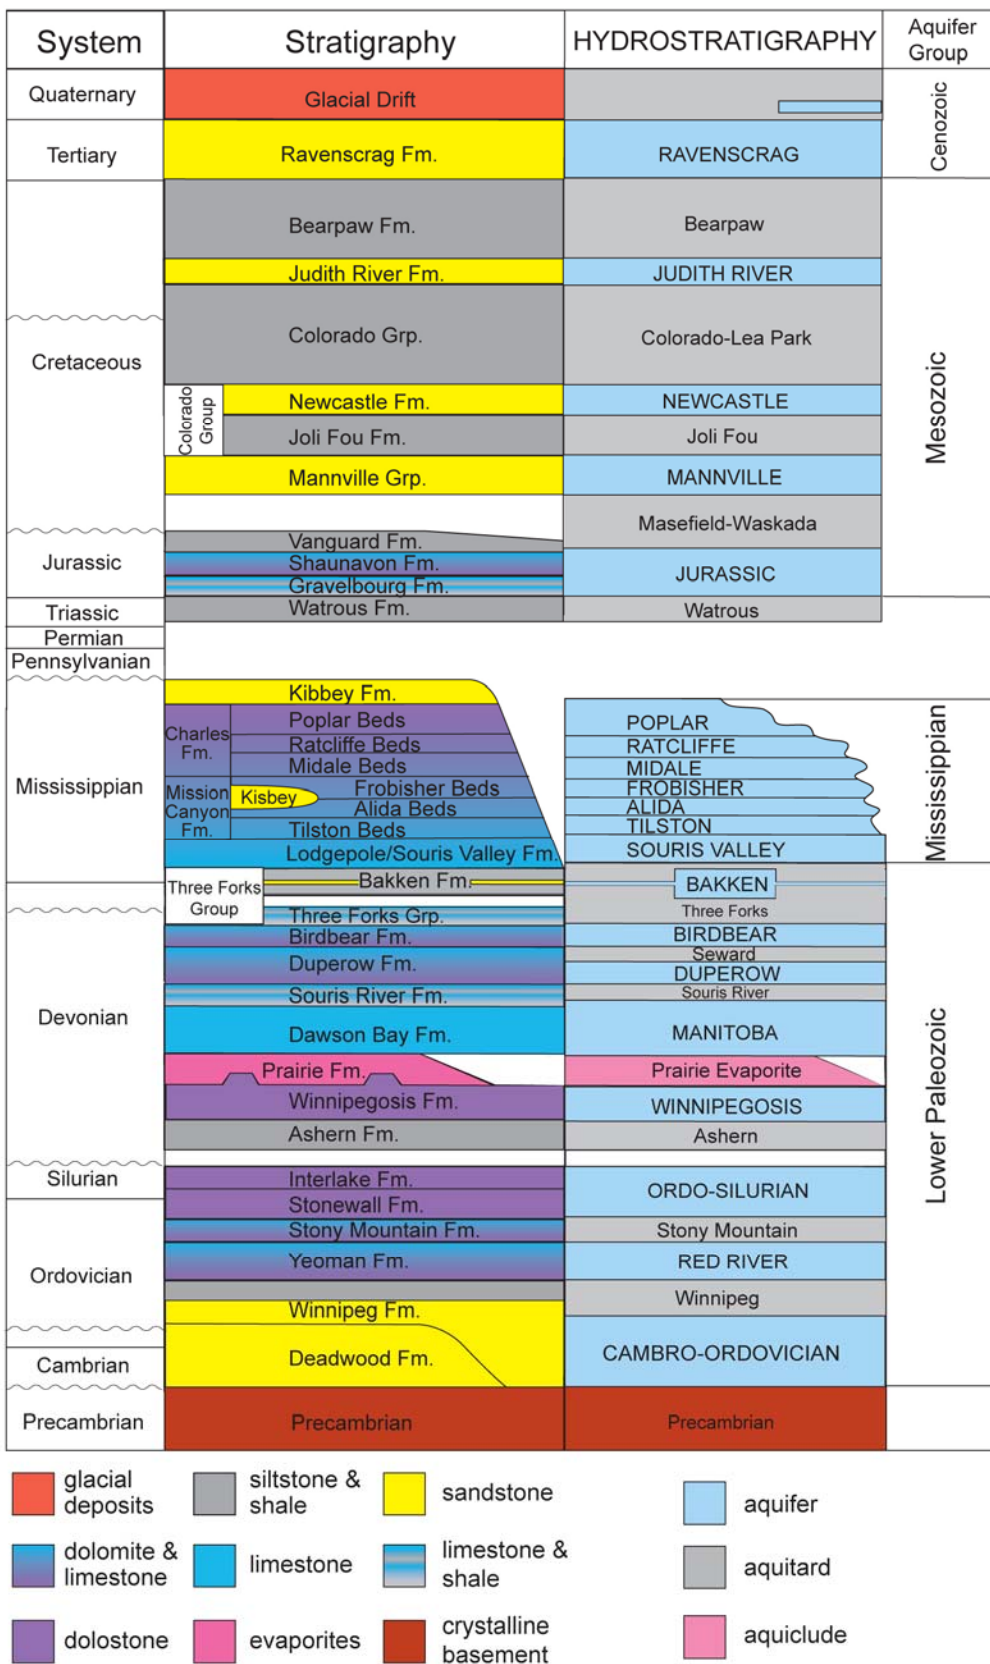 System
Stratigraphy
HYDROSTRATIGRAPHY
Aquifer
Group
Quaternary
Glacial Drift
Cenozoic
Tertiary
Ravenscrag Fm.
RAVENSCRAG
Bearpaw Fm.
Bearpaw
Judith River Fm.
JUDITH RIVER
Cretaceous
Colorado Grp.
Colorado-Lea Park
Mesozoic
Colorado
Group
Newcastle Fm.
NEWCASTLE
Joli Fou Fm.
Joli Fou
Mannville Grp.
MANNVILLE
Masefield-Waskada
Jurassic
Vanguard Fm.
Shaunavon Fm.
JURASSIC
Gravelbourg Fm.
Triassic
Watrous Fm.
Watrous
Permian
Pennsylvanian
Kibbey Fm.
Mississippian
Charles
Fm.
Poplar Beds
POPLAR
Mississippian
Ratcliffe Beds
RATCLIFFE
Midale Beds
MIDALE
Mission
Canyon
Fm.
Kisbey
Frobisher Beds
FROBISHER
Alida Beds
ALIDA
Tilston Beds
TILSTON
Lodgepole/Souris Valley Fm.
SOURIS VALLEY
Three Forks
Group
Bakken Fm.
BAKKEN
Three Forks Grp.
Three Forks
Devonian
Birdbear Fm.
BIRDBEAR
Seward
Duperow Fm.
DUPEROW
Souris River Fm.
Souris River
Dawson Bay Fm.
MANITOBA
Lower Paleozoic
Prairie Fm.
Prairie Evaporite
Winnipegosis Fm.
WINNIPEGOSIS
Ashern Fm.
Ashern
Silurian
Interlake Fm.
ORDO-SILURIAN
Stonewall Fm.
Ordovician
Stony Mountain Fm.
Stony Mountain
Yeoman Fm.
RED RIVER
Winnipeg Fm.
Winnipeg
Cambrian
Deadwood Fm.
CAMBRO-ORDOVICIAN
Precambrian
Precambrian
Precambrian
glacial
deposits
siltstone &
shale
sandstone
aquifer
dolomite &
limestone
limestone
limestone &
shale
aquitard
dolostone
evaporites
crystalline
basement
aquiclude